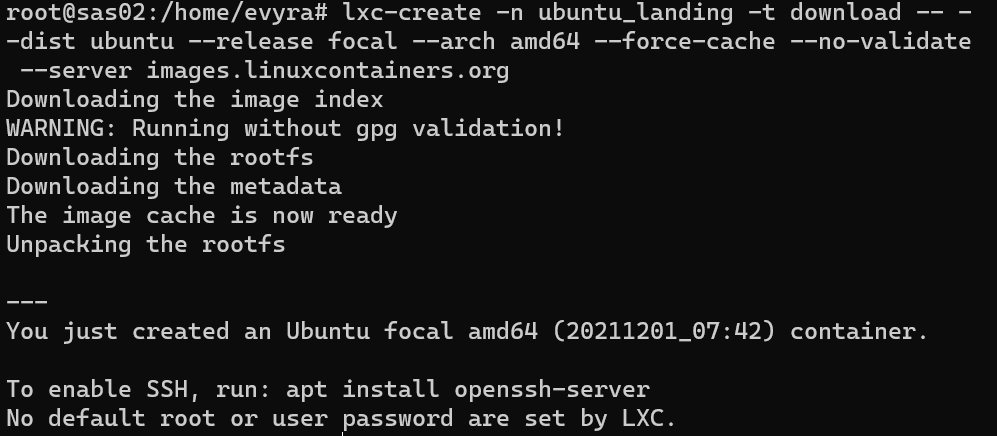 root@sas02:/home/evyra# lxc-create -n ubuntu_landing -t download -- -
-dist ubuntu --release focal --arch amd64 --force-cache --no-validate
 --server images.linuxcontainers.org
Downloading the image index
WARNING: Running without gpg validation!
Downloading the rootfs
Downloading the metadata
The image cache is now ready
Unpacking the rootfs

---
You just created an Ubuntu focal amd64 (20211201_07:42) container.

To enable SSH, run: apt install openssh-server
No default root or user password are set by LXC.